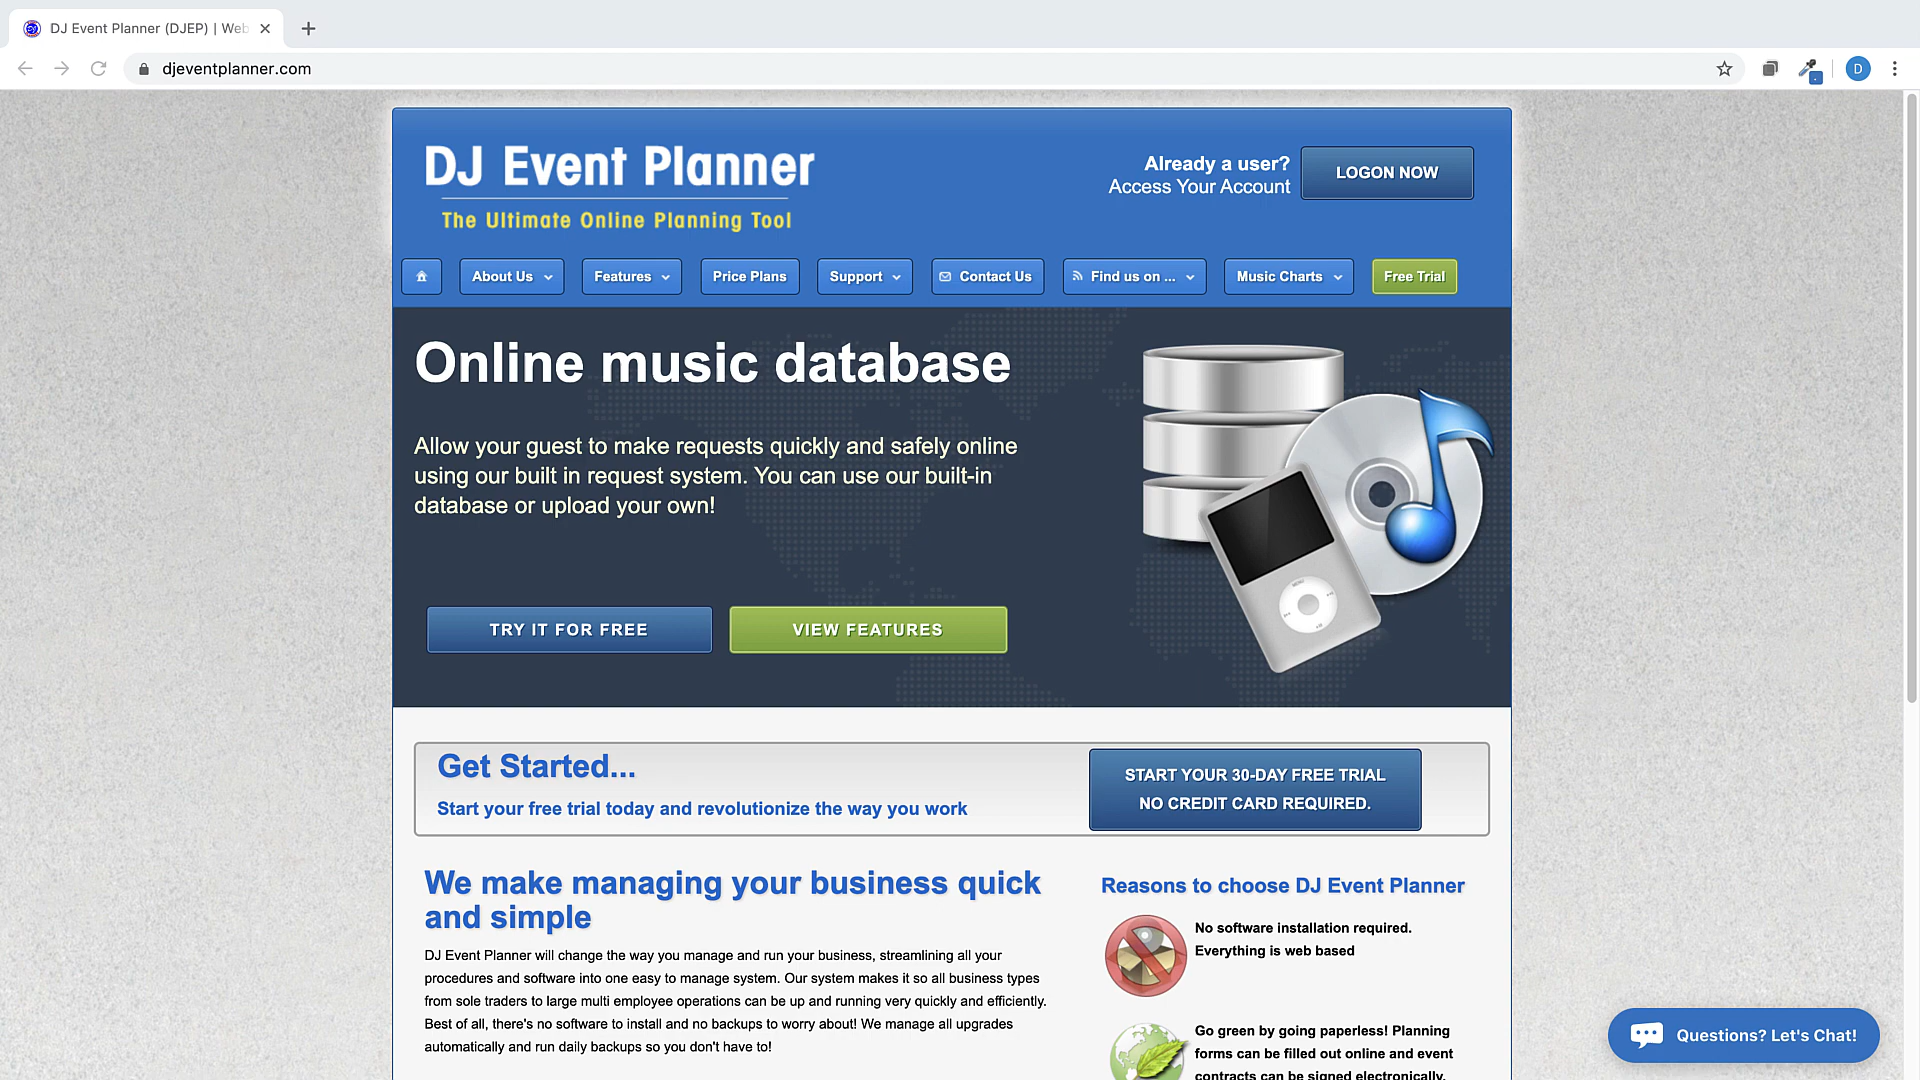 DJ Event Planner (DJEP) | Web
djeventplanner.com
D
DJ Event Planner
The Ultimate Online Planning Tool
Already a user?
Access Your Account
LOGON NOW
About Us
Features
Price Plans
Support
Contact Us
Find us on ...
Music Charts
Free Trial
Online music database
Allow your guest to make requests quickly and safely online
using our built in request system. You can use our built-in
database or upload your own!
MENU
TRY IT FOR FREE
VIEW FEATURES
Get Started...
Start your free trial today and revolutionize the way you work
START YOUR 30-DAY FREE TRIAL
NO CREDIT CARD REQUIRED.
We make managing your business quick
and simple
DJ Event Planner will change the way you manage and run your business, streamlining all your
procedures and software into one easy to manage system. Our system makes it so all business types
from sole traders to large multi employee operations can be up and running very quickly and efficiently.
Best of all, there's no software to install and no backups to worry about! We manage all upgrades
automatically and run daily backups so you don't have to!
Reasons to choose DJ Event Planner
No software installation required.
Everything is web based
Go green by going paperless! Planning
forms can be filled out online and event
contracts can be signed electronically.
Questions? Let's Chat!